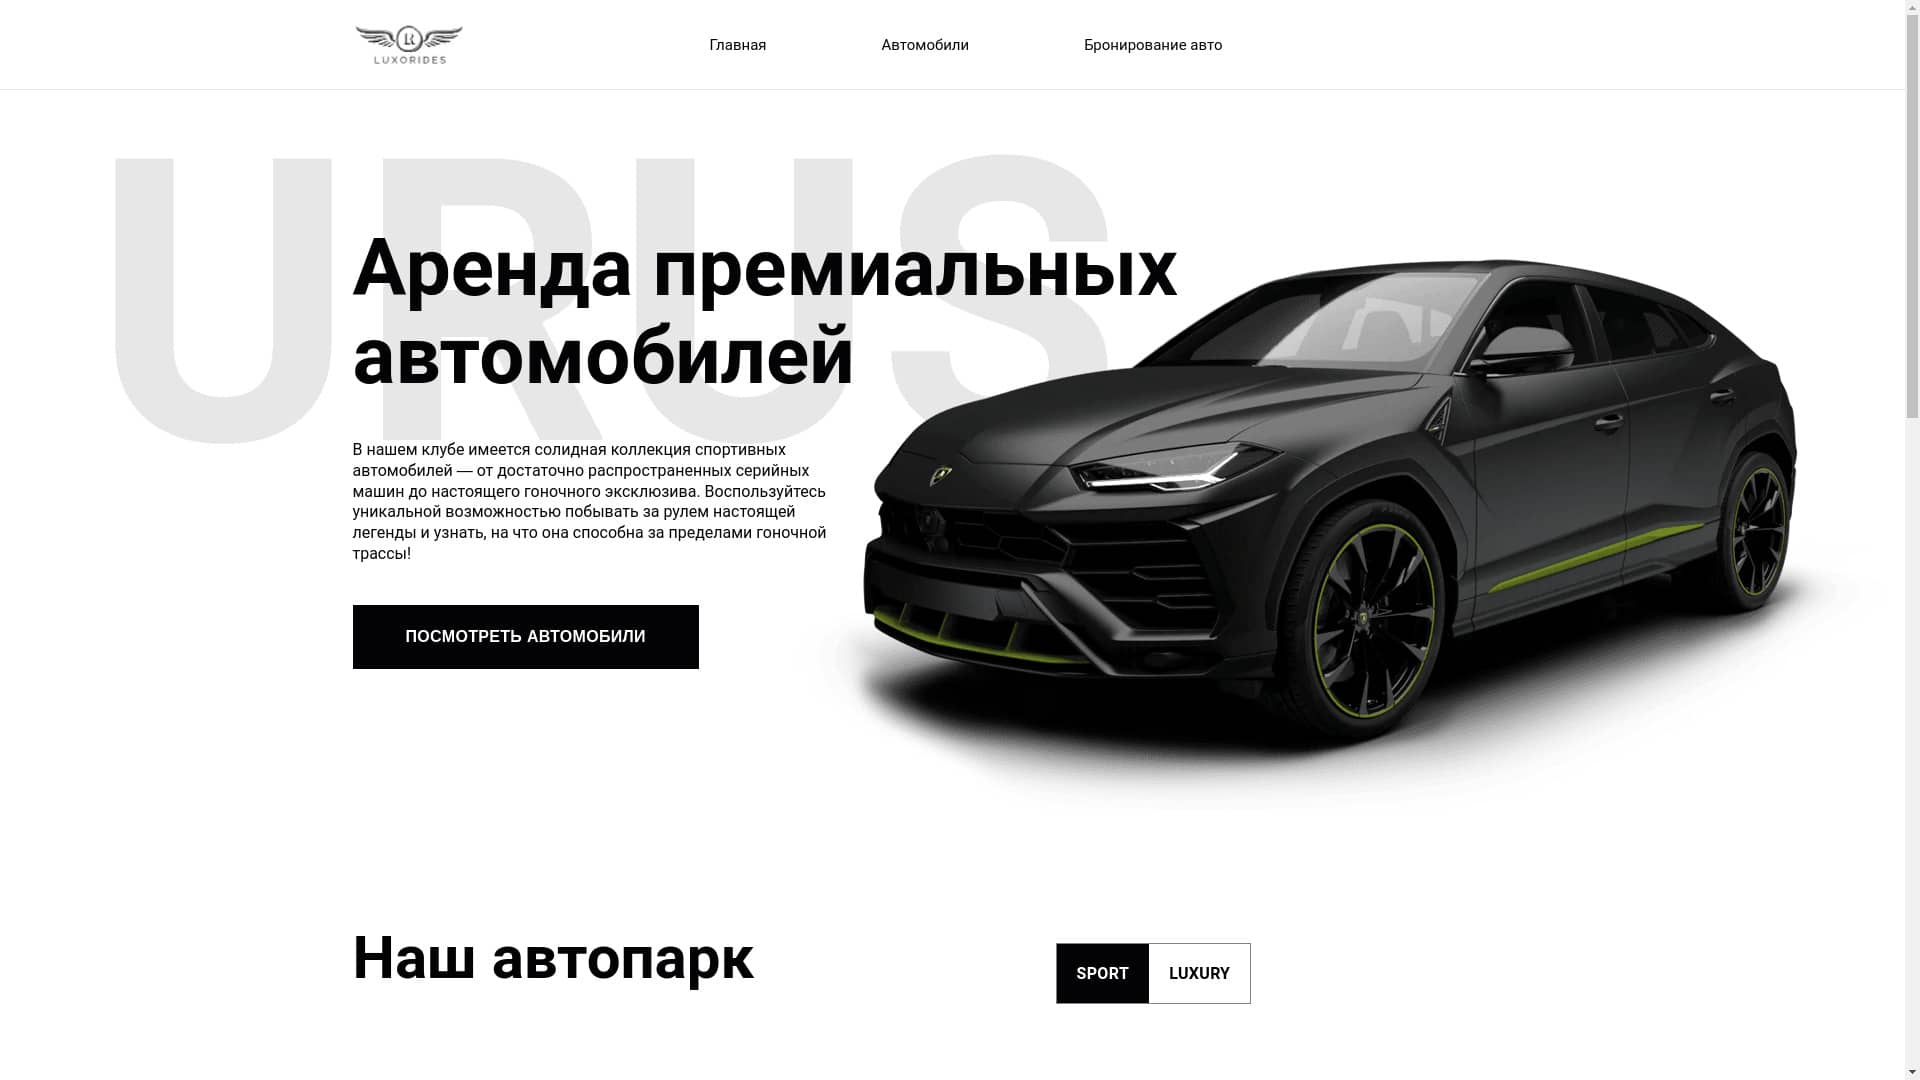 LUXORIDES
Главная
Автомобили
Бронирование авто
URUS
Аренда премиальных
автомобилей
В нашем клубе имеется солидная коллекция спортивных
автомобилей — от достаточно распространенных серийных
машин до настоящего гоночного эксклюзива. Воспользуйтесь
уникальной возможностью побывать за рулем настоящей
легенды и узнать, на что она способна за пределами гоночной
трассы!
ПОСМОТРЕТЬ АВТОМОБИЛИ
Наш автопарк
SPORT
LUXURY